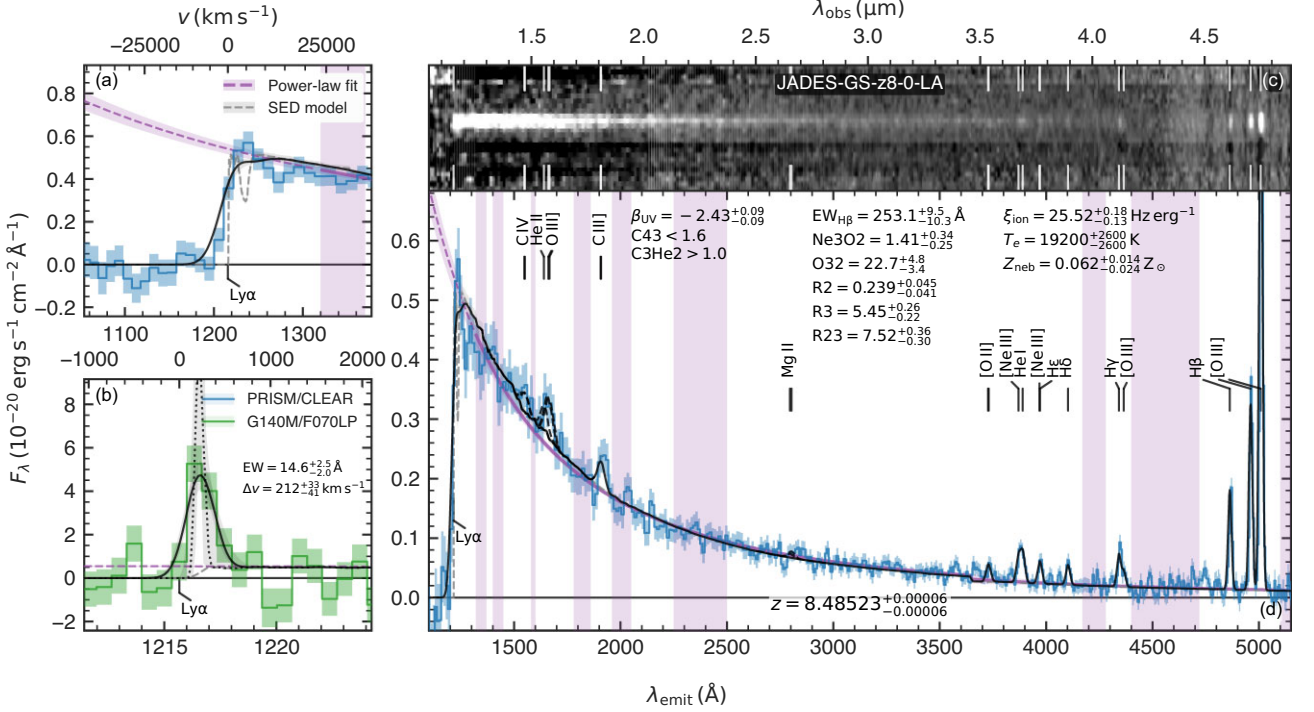 v (km s⁻¹)
−25000 0 25000
(a)
Power-law fit
SED model
0.8
0.6
0.4
0.2
0.0
−0.2
Lyα
1100 1200 1300
−1000 0 1000 2000
(b)
PRISM/CLEAR
G140M/F070LP
EW = 14.6 +2.5 −2.0 Å
Δv = 212 +33 −41 km s⁻¹
8
6
4
2
0
−2
Lyα
1215 1220
F_λ (10⁻²⁰ erg s⁻¹ cm⁻² Å⁻¹)
λ_obs (μm)
1.5 2.0 2.5 3.0 3.5 4.0 4.5
JADES-GS-z8-0-LA
(c)
β_UV = −2.43 +0.09 −0.09
C43 < 1.6
C3He2 > 1.0
EW_Hβ = 253.1 +9.5 −10.3 Å
Ne3O2 = 1.41 +0.34 −0.25
O32 = 22.7 +4.8 −3.4
R2 = 0.239 +0.045 −0.041
R3 = 5.45 +0.26 −0.22
R23 = 7.52 +0.36 −0.30
ξ_ion = 25.52 +0.18 −0.13 Hz erg⁻¹
T_e = 19200 +2600 −2600 K
Z_neb = 0.062 +0.014 −0.024 Z_⊙
C IV
He II
O III]
C III]
Mg II
[O II]
[Ne III]
He I
[Ne III]
Hε
Hδ
Hγ
[O III]
Hβ
[O III]
0.6
0.5
0.4
0.3
0.2
0.1
0.0
Lyα
z = 8.48523 +0.00006 −0.00006
(d)
1500 2000 2500 3000 3500 4000 4500 5000
λ_emit (Å)